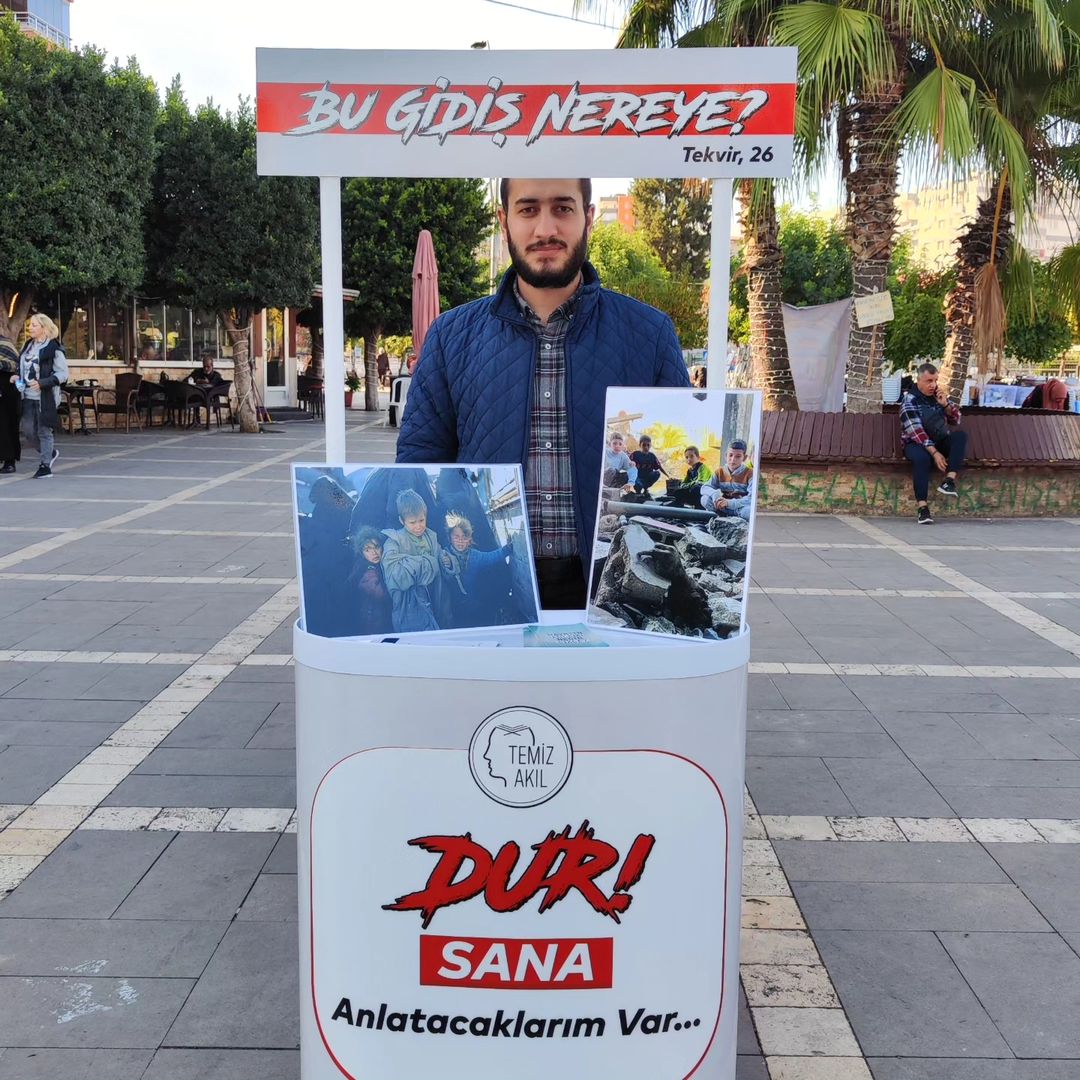 BU GİDİŞ NEREYE?
Tekvir, 26
TEMİZ
AKIL
DUR!
SANA
Anlatacaklarım Var...